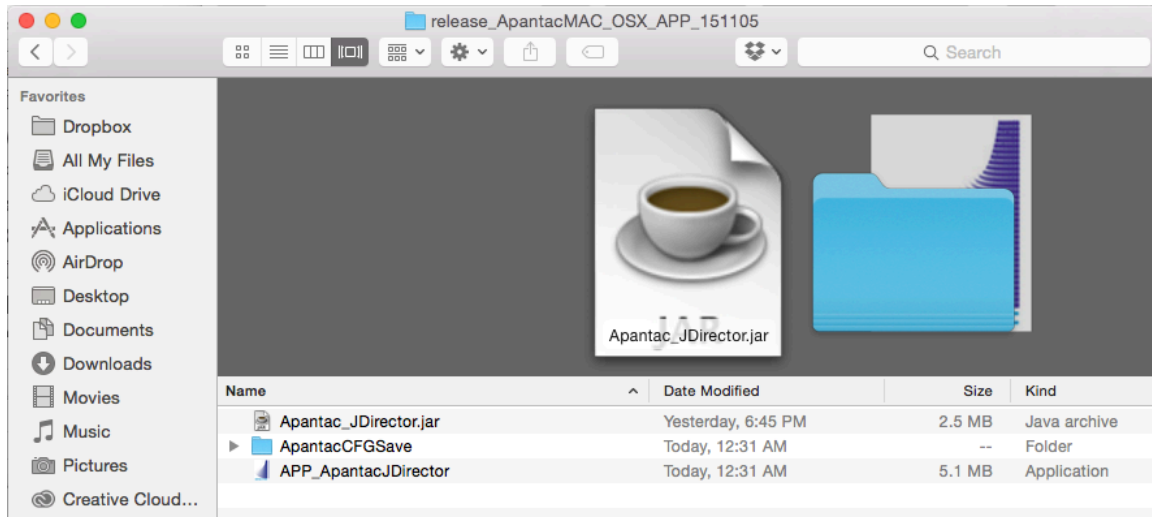 release_ApantacMAC_OSX_APP_151105
Search
Favorites
Dropbox
All My Files
iCloud Drive
Applications
AirDrop
Desktop
Documents
Downloads
Movies
Music
Pictures
Creative Cloud...
JAR
Apantac_JDirector.jar
Name Date Modified Size Kind
Apantac_JDirector.jar Yesterday, 6:45 PM 2.5 MB Java archive
ApantacCFGSave Today, 12:31 AM -- Folder
APP_ApantacJDirector Today, 12:31 AM 5.1 MB Application